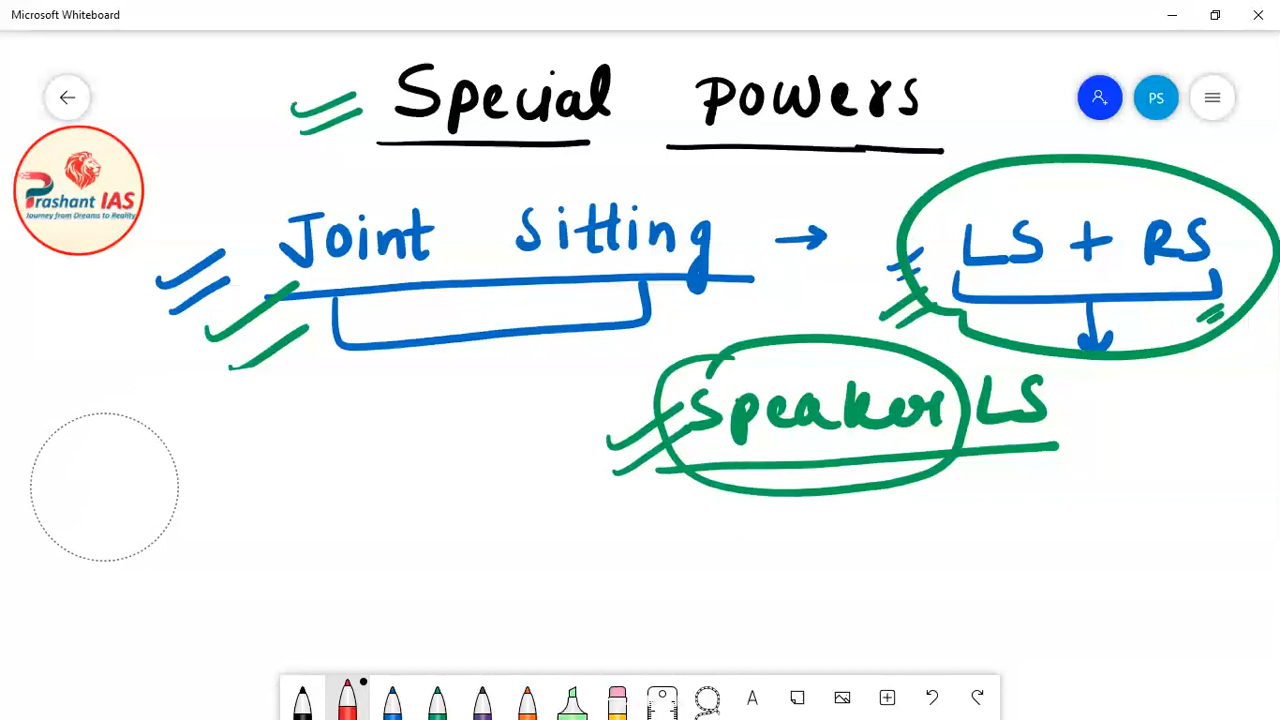 Microsoft Whiteboard
Special Powers
PS
Prashant IAS
Journey from Dreams to Reality
Joint Sitting → LS + RS
Speaker LS
A